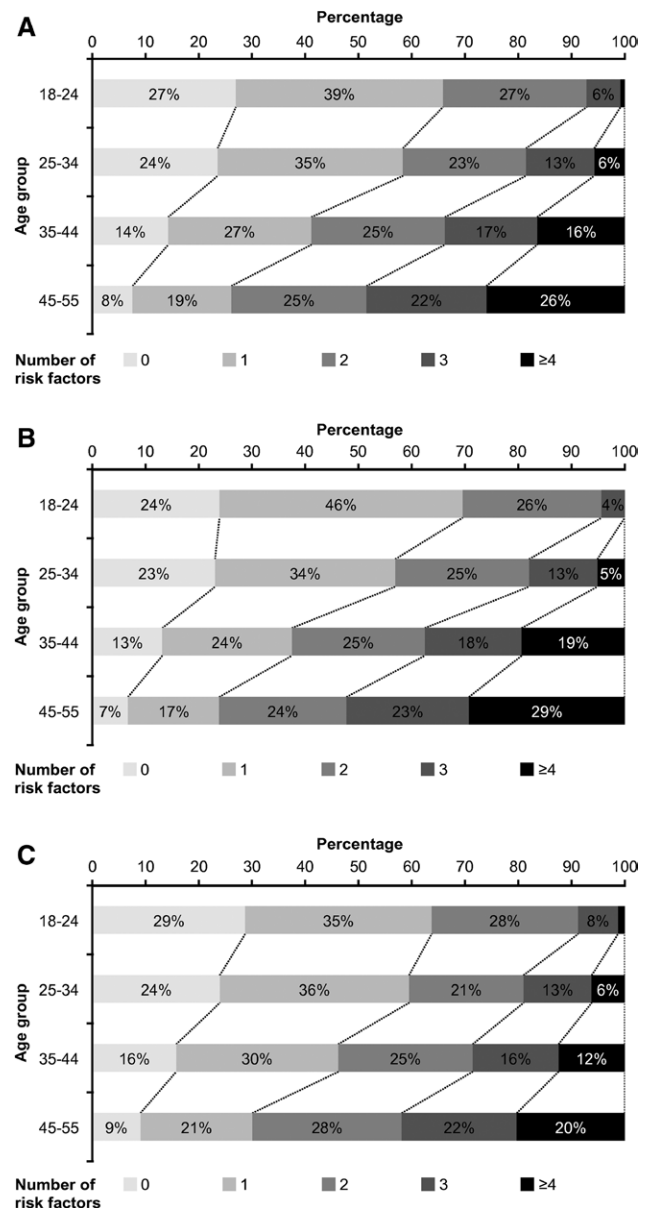 A
Percentage
0 10 20 30 40 50 60 70 80 90 100
Age group
18-24 27% 39% 27% 6%
25-34 24% 35% 23% 13% 6%
35-44 14% 27% 25% 17% 16%
45-55 8% 19% 25% 22% 26%
Number of risk factors 0 1 2 3 ≥4
B
Percentage
0 10 20 30 40 50 60 70 80 90 100
Age group
18-24 24% 46% 26% 4%
25-34 23% 34% 25% 13% 5%
35-44 13% 24% 25% 18% 19%
45-55 7% 17% 24% 23% 29%
Number of risk factors 0 1 2 3 ≥4
C
Percentage
0 10 20 30 40 50 60 70 80 90 100
Age group
18-24 29% 35% 28% 8%
25-34 24% 36% 21% 13% 6%
35-44 16% 30% 25% 16% 12%
45-55 9% 21% 28% 22% 20%
Number of risk factors 0 1 2 3 ≥4